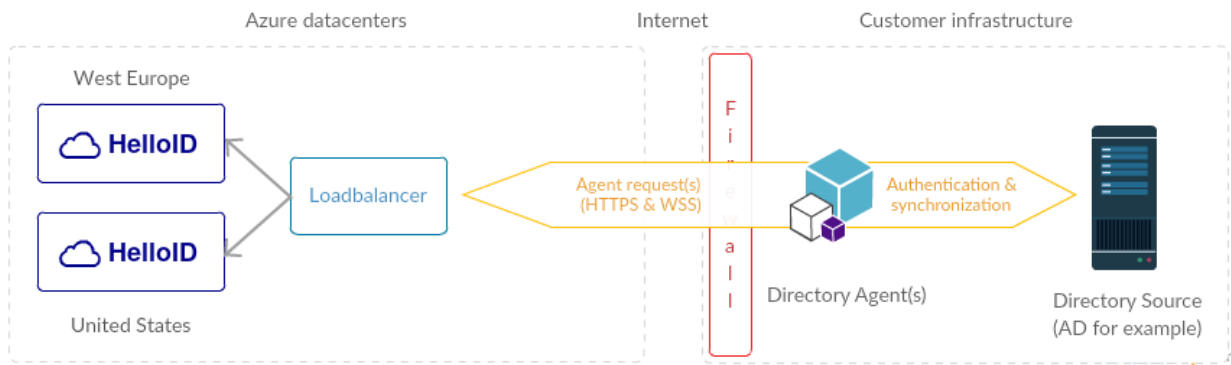 Azure datacenters
Internet
Customer infrastructure
West Europe
HelloID
HelloID
United States
Loadbalancer
Agent request(s)
(HTTPS & WSS)
Firewall
Authentication &
synchronization
Directory Agent(s)
Directory Source
(AD for example)